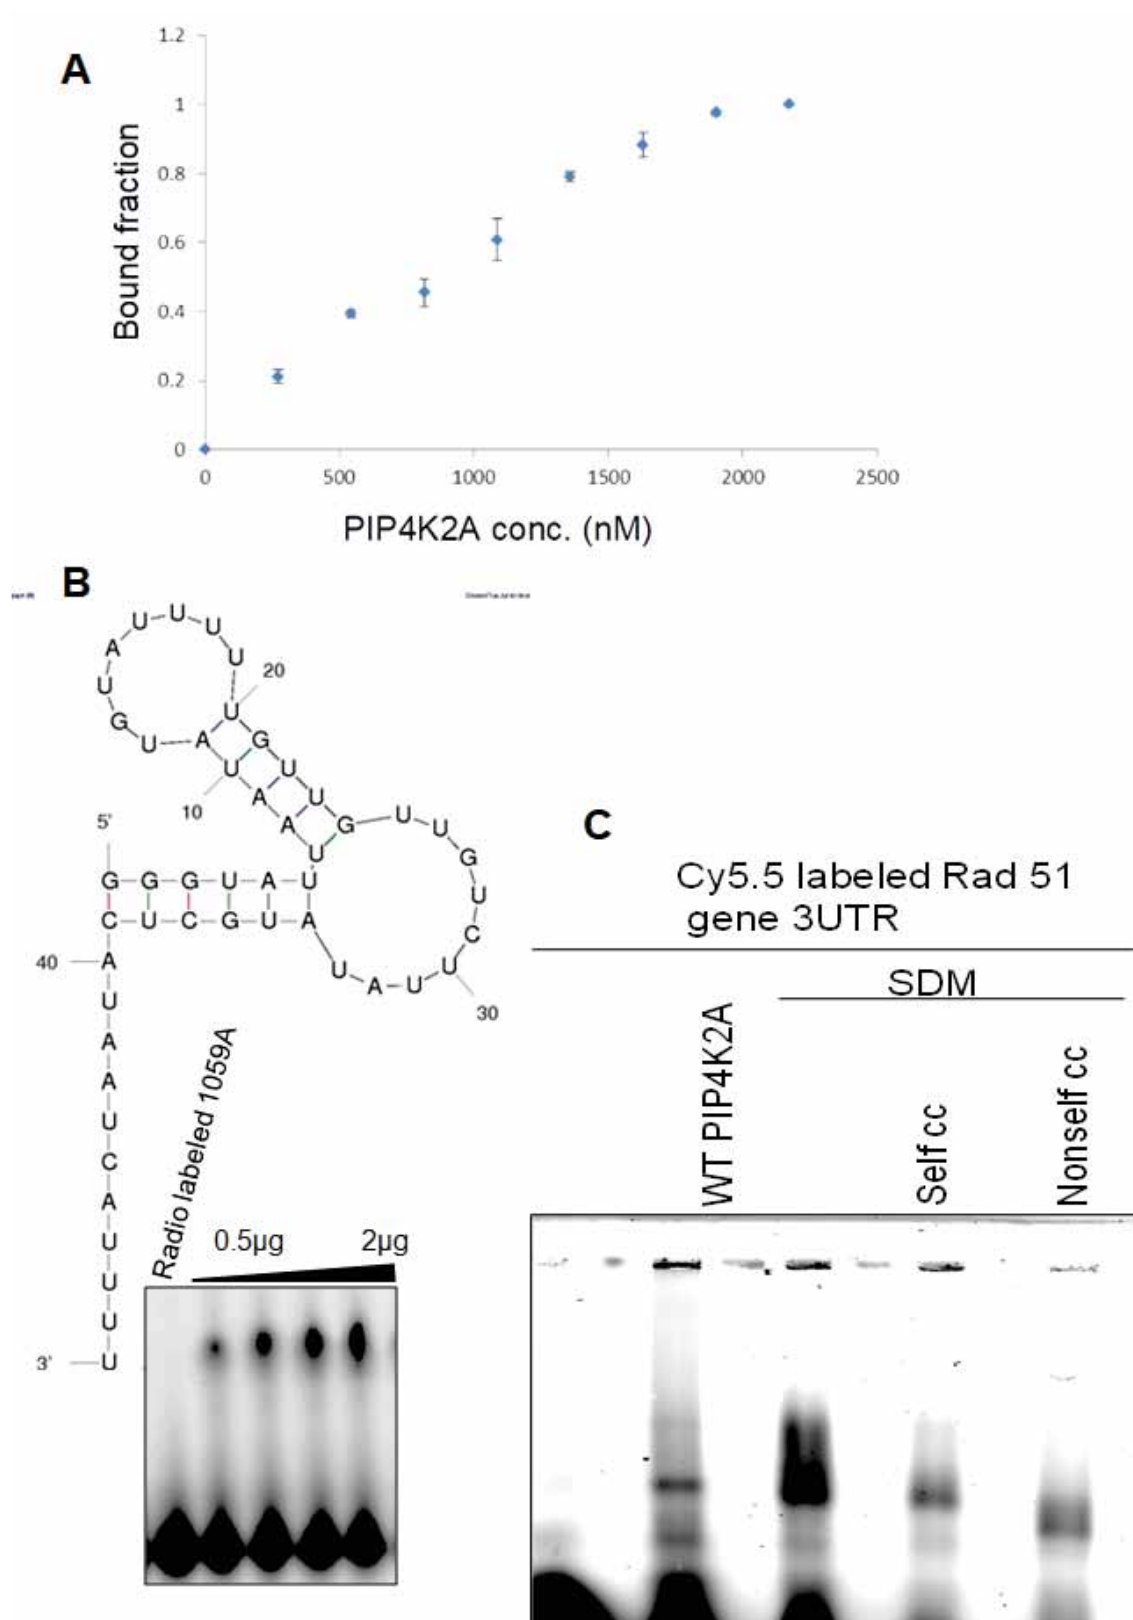 A
1.2
1
0.8
0.6
0.4
0.2
0
0 500 1000 1500 2000 2500
Bound fraction
PIP4K2A conc. (nM)
B
U U U
A U
U 20
G U
U A G
U U
10 A U
5' A G U U
U G
G G G U A U U
C U C G U A C
40 A U A U U
U 30
A
A
U
C
A
U
U
U
3' U
Radio labeled 1059A
0.5µg 2µg
C
Cy5.5 labeled Rad 51
gene 3UTR
SDM
WT PIP4K2A
Self cc
Nonself cc